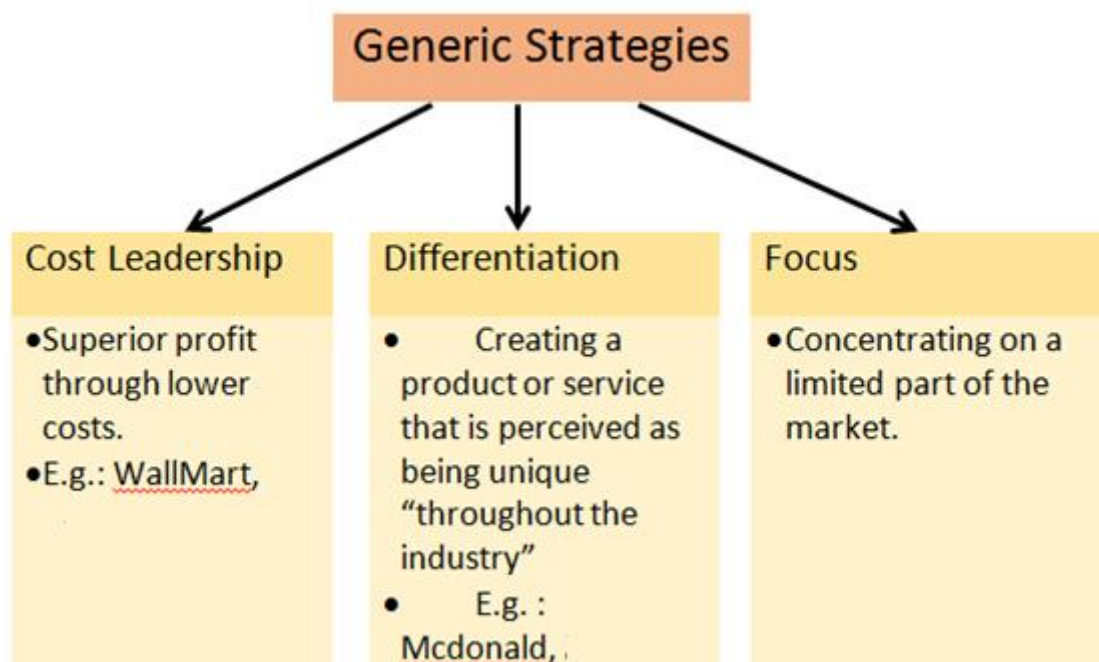 Generic Strategies
Cost Leadership
•Superior profit
through lower
costs.
•E.g.: WallMart,
Differentiation
• Creating a
product or service
that is perceived as
being unique
“throughout the
industry”
• E.g. :
Mcdonald,
Focus
•Concentrating on a
limited part of the
market.